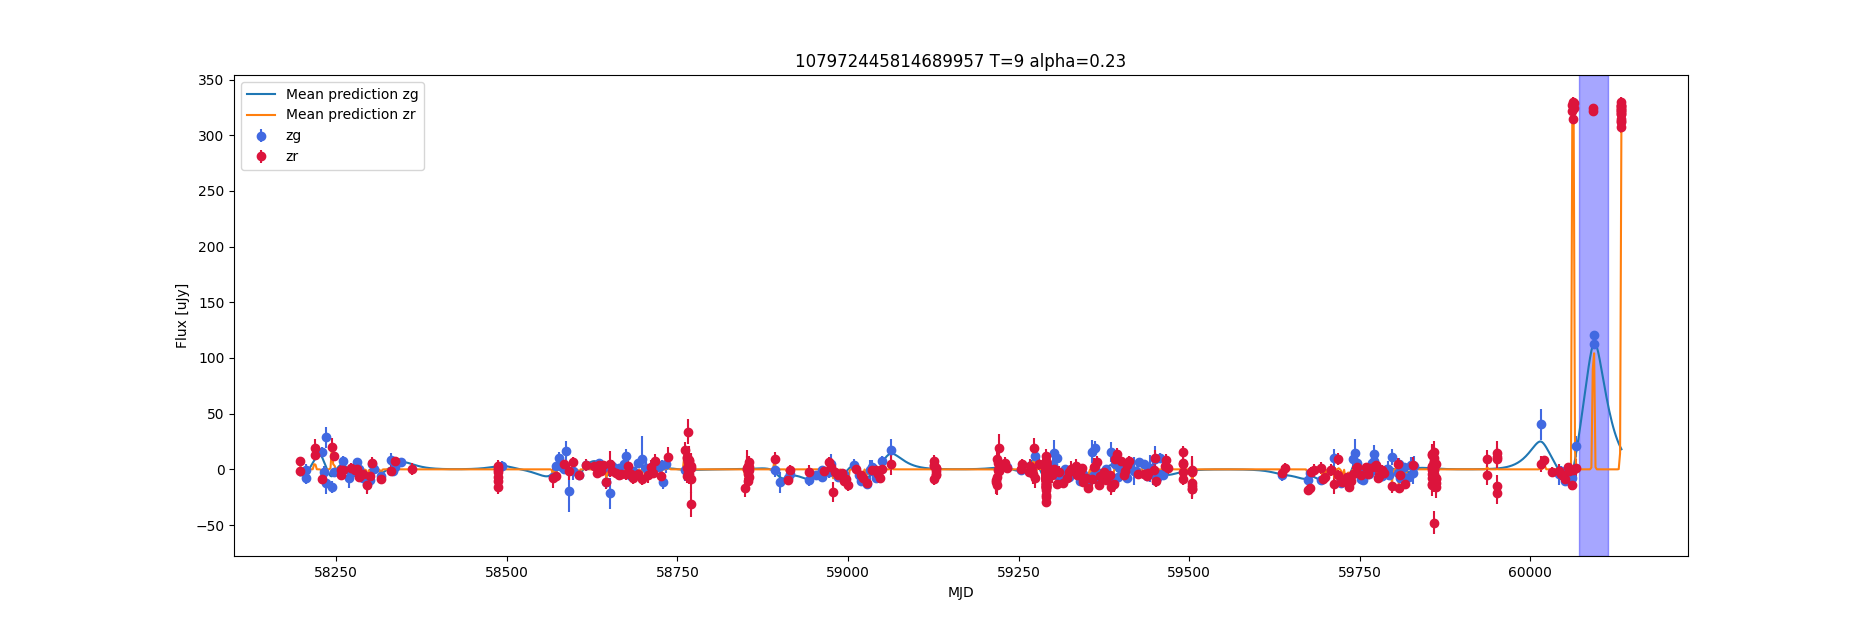 107972445814689957 T=9 alpha=0.23
350
300
250
200
150
100
50
0
−50
Flux [uJy]
Mean prediction zg
Mean prediction zr
zg
zr
58250
58500
58750
59000
59250
59500
59750
60000
MJD